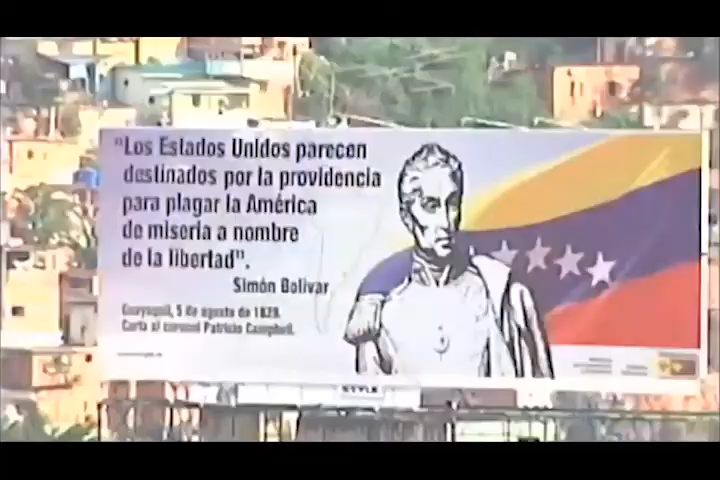 "Los Estados Unidos parecen
destinados por la providencia
para plagar la América
de miseria a nombre
de la libertad".
Simón Bolívar
Guayaquil, 5 de agosto de 1829.
Carta al coronel Patricio Campbell.
STYLE